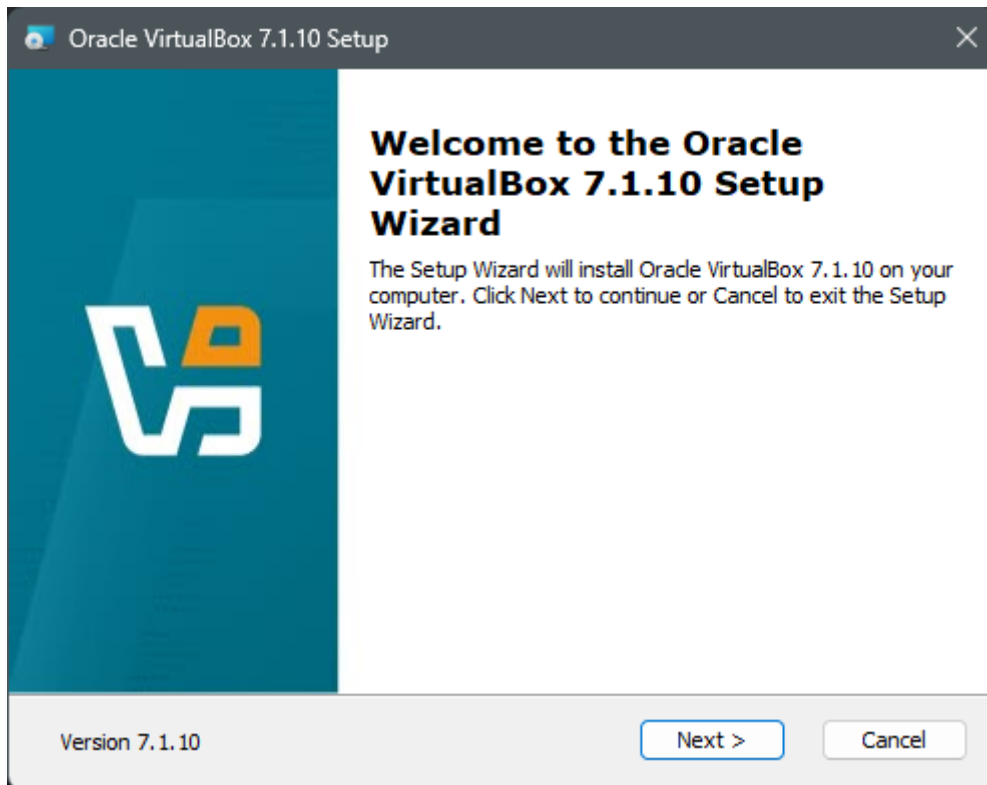 Oracle VirtualBox 7.1.10 Setup
Welcome to the Oracle
VirtualBox 7.1.10 Setup
Wizard
The Setup Wizard will install Oracle VirtualBox 7.1.10 on your
computer. Click Next to continue or Cancel to exit the Setup
Wizard.
Version 7.1.10
Next >
Cancel